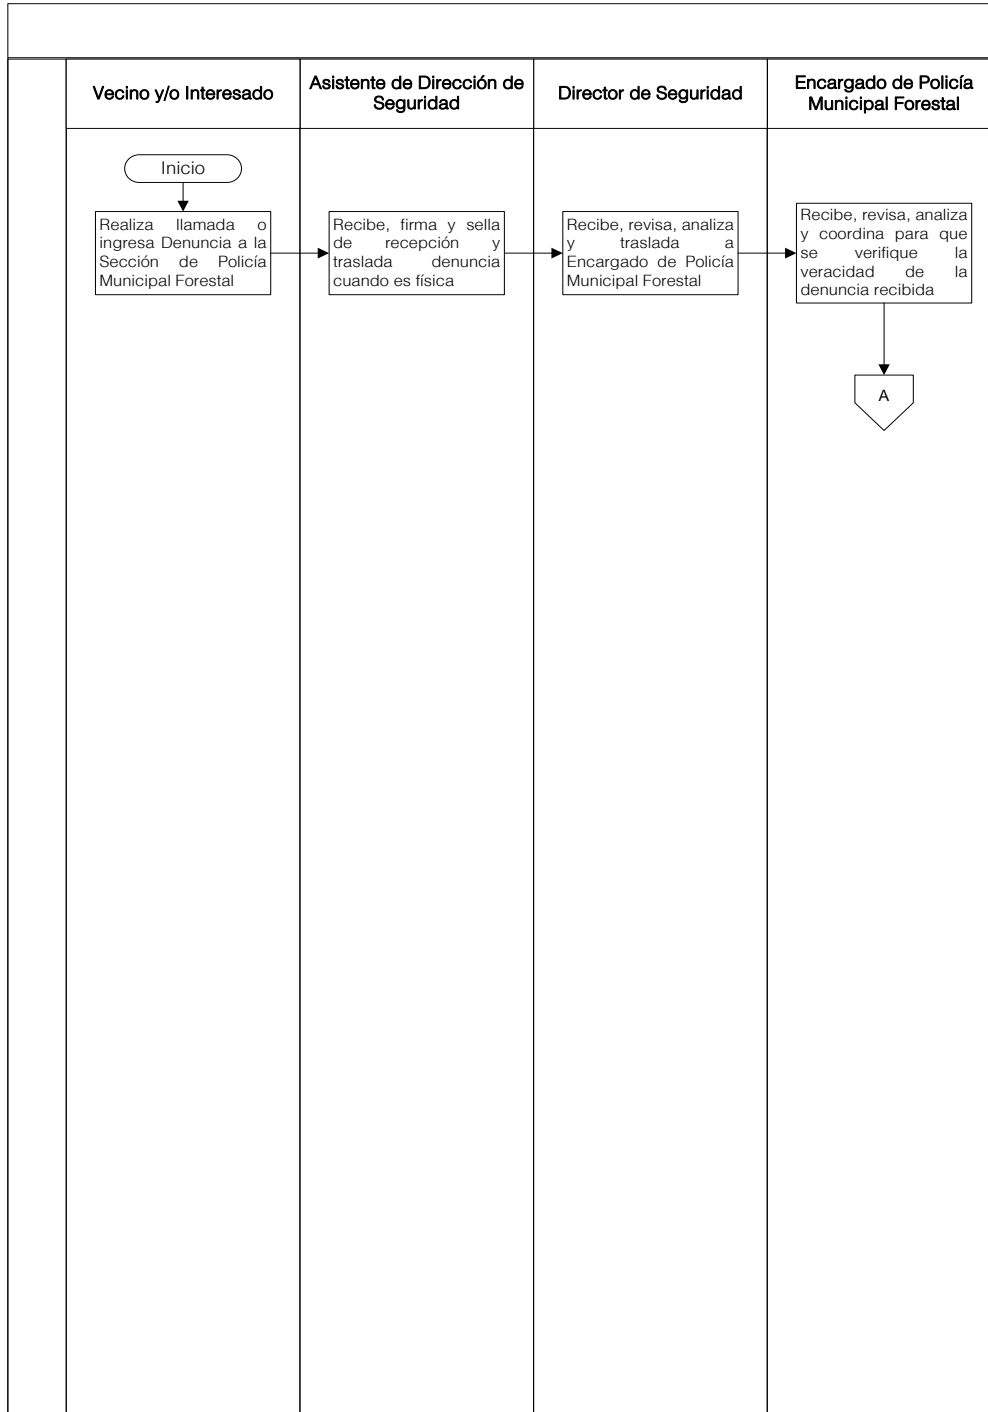 Vecino y/o Interesado
Asistente de Dirección de
Seguridad
Director de Seguridad
Encargado de Policía
Municipal Forestal
Inicio
Realiza llamada o
ingresa Denuncia a la
Sección de Policía
Municipal Forestal
Recibe, firma y sella
de recepción y
traslada denuncia
cuando es física
Recibe, revisa, analiza
y traslada a
Encargado de Policía
Municipal Forestal
Recibe, revisa, analiza
y coordina para que
se verifique la
veracidad de la
denuncia recibida
A